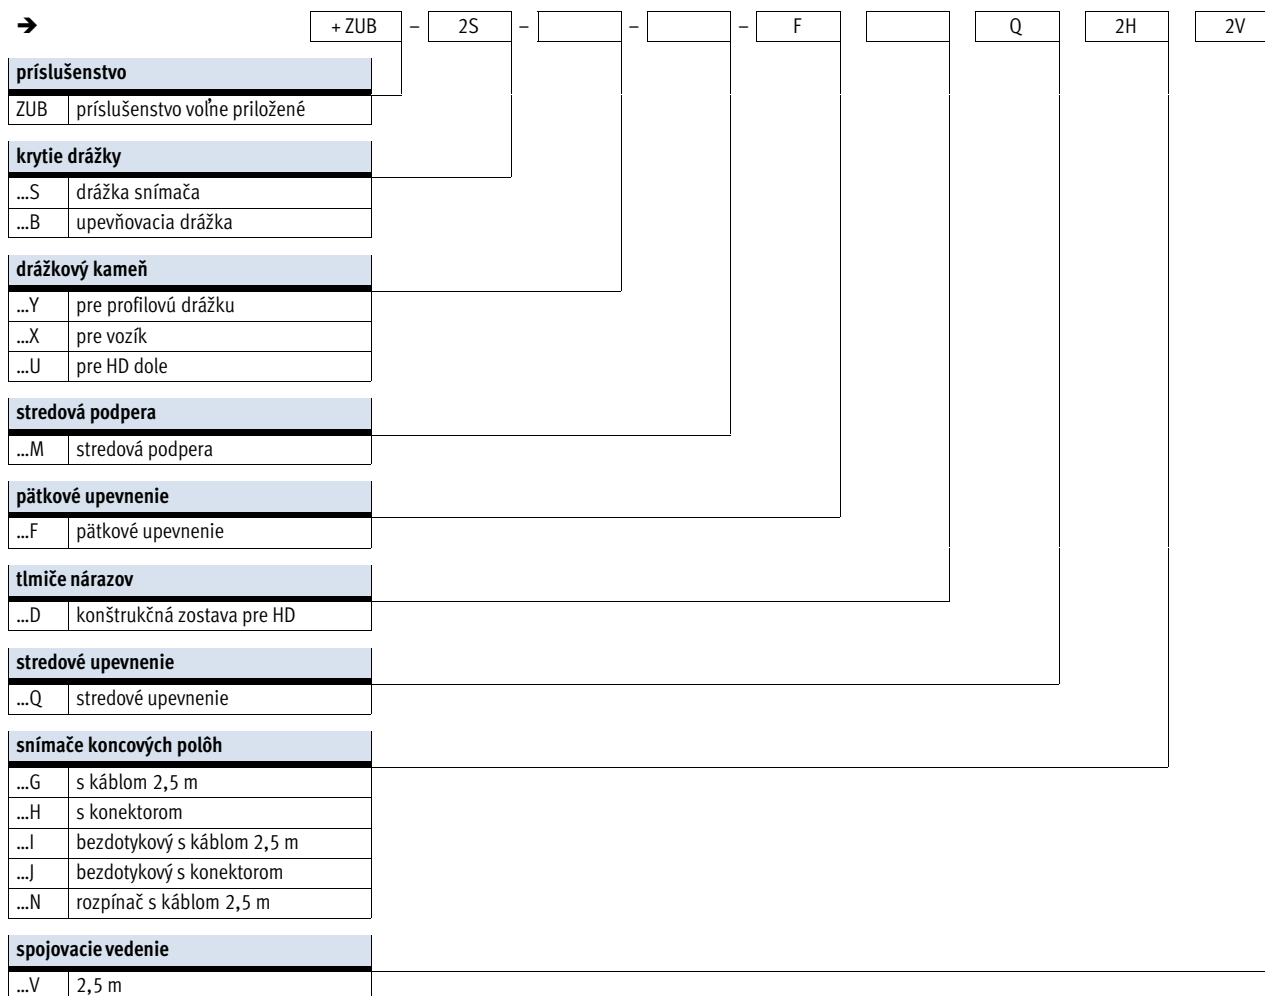 ➔ + ZUB – 2S – – – F Q 2H 2V
príslušenstvo
ZUB príslušenstvo voľne priložené
krytie drážky
...S drážka snímača
...B upevňovacia drážka
drážkový kameň
...Y pre profilovú drážku
...X pre vozík
...U pre HD dole
stredová podpera
...M stredová podpera
pätkové upevnenie
...F pätkové upevnenie
tlmiče nárazov
...D konštrukčná zostava pre HD
stredové upevnenie
...Q stredové upevnenie
snímače koncových polôh
...G s káblom 2,5 m
...H s konektorom
...I bezdotykový s káblom 2,5 m
...J bezdotykový s konektorom
...N rozpínač s káblom 2,5 m
spojovacie vedenie
...V 2,5 m